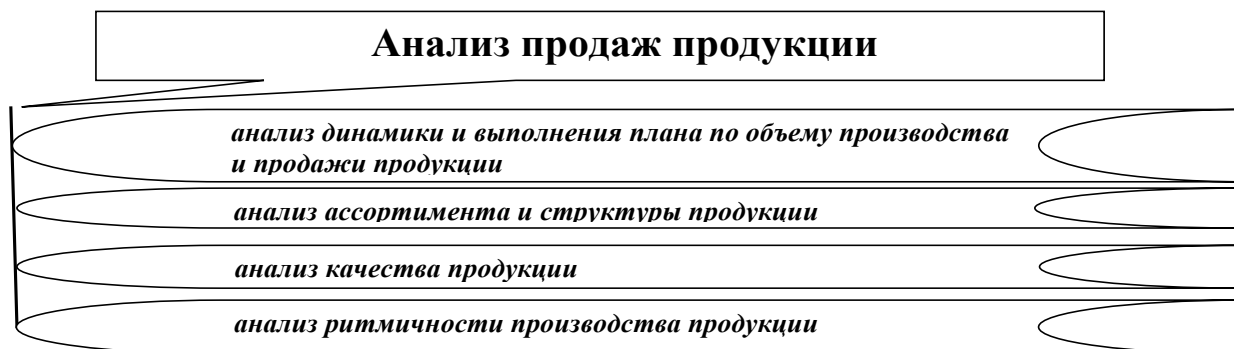 Анализ продаж продукции
анализ динамики и выполнения плана по объему производства
и продажи продукции
анализ ассортимента и структуры продукции
анализ качества продукции
анализ ритмичности производства продукции